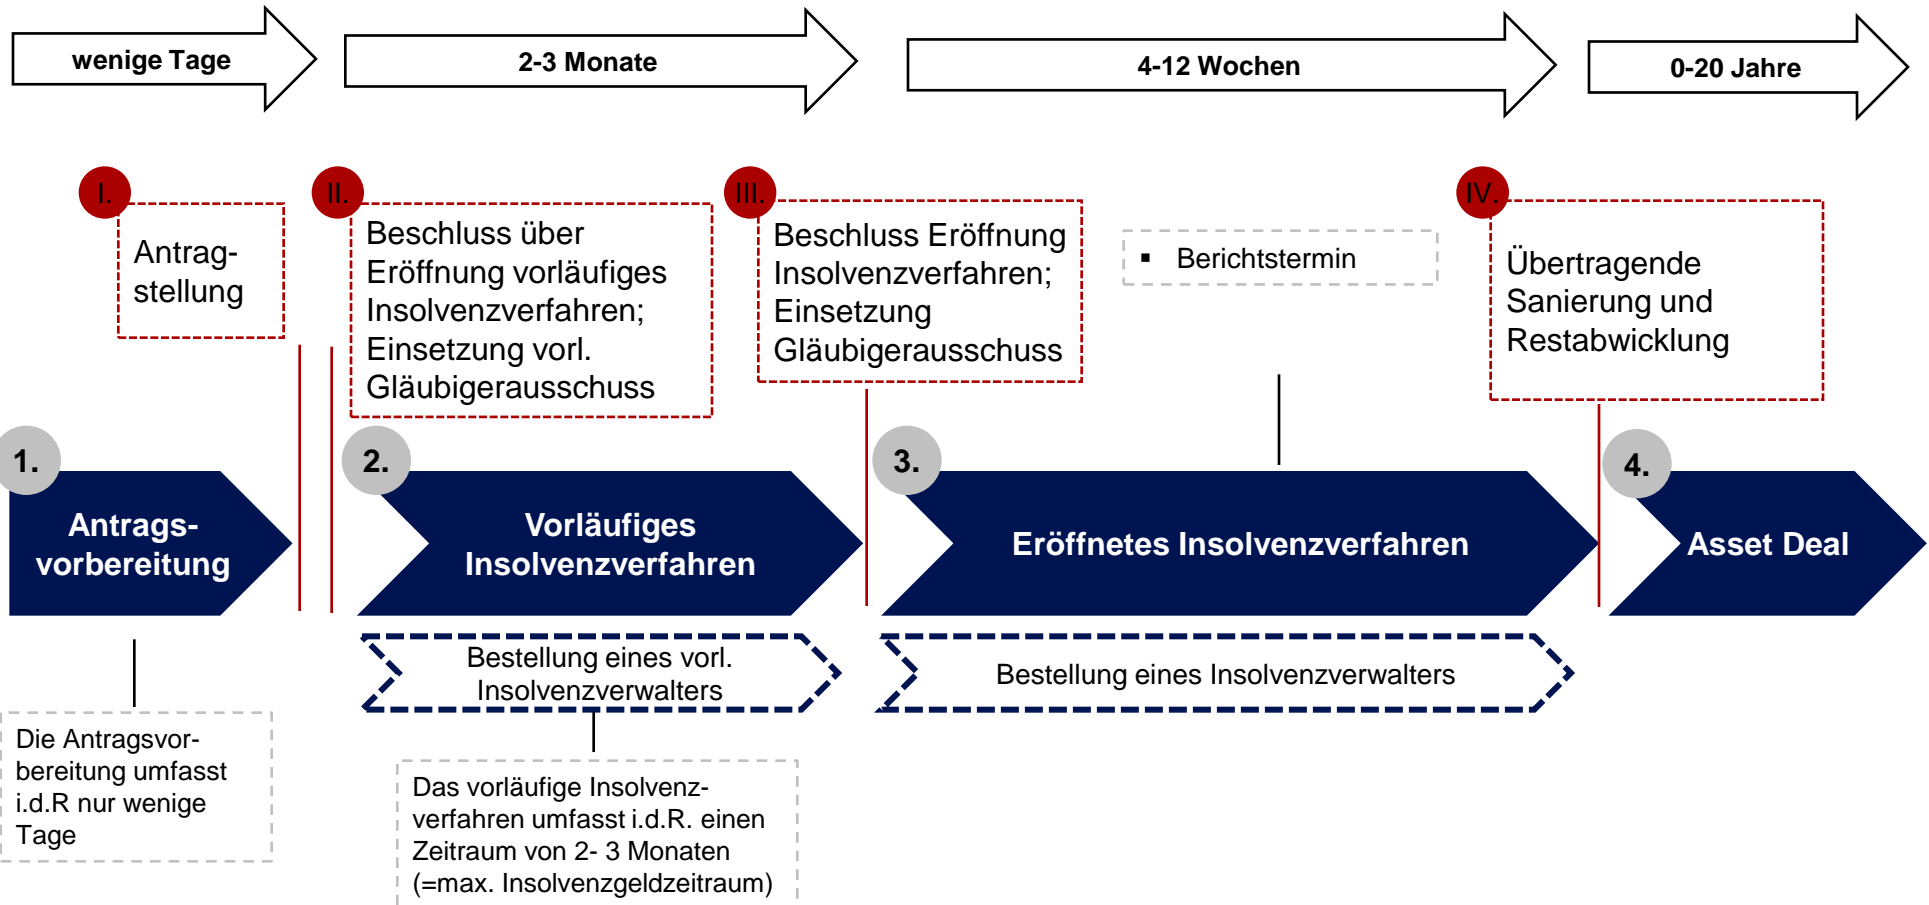 wenige Tage
2-3 Monate
4-12 Wochen
0-20 Jahre
I.
Antrag-
stellung
II.
Beschluss über
Eröffnung vorläufiges
Insolvenzverfahren;
Einsetzung vorl.
Gläubigerausschuss
III.
Beschluss Eröffnung
Insolvenzverfahren;
Einsetzung
Gläubigerausschuss
▪ Berichtstermin
IV.
Übertragende
Sanierung und
Restabwicklung
1.
Antrags-
vorbereitung
2.
Vorläufiges
Insolvenzverfahren
3.
Eröffnetes Insolvenzverfahren
4.
Asset Deal
Bestellung eines vorl.
Insolvenzverwalters
Bestellung eines Insolvenzverwalters
Die Antragsvor-
bereitung umfasst
i.d.R nur wenige
Tage
Das vorläufige Insolvenz-
verfahren umfasst i.d.R. einen
Zeitraum von 2- 3 Monaten
(=max. Insolvenzgeldzeitraum)